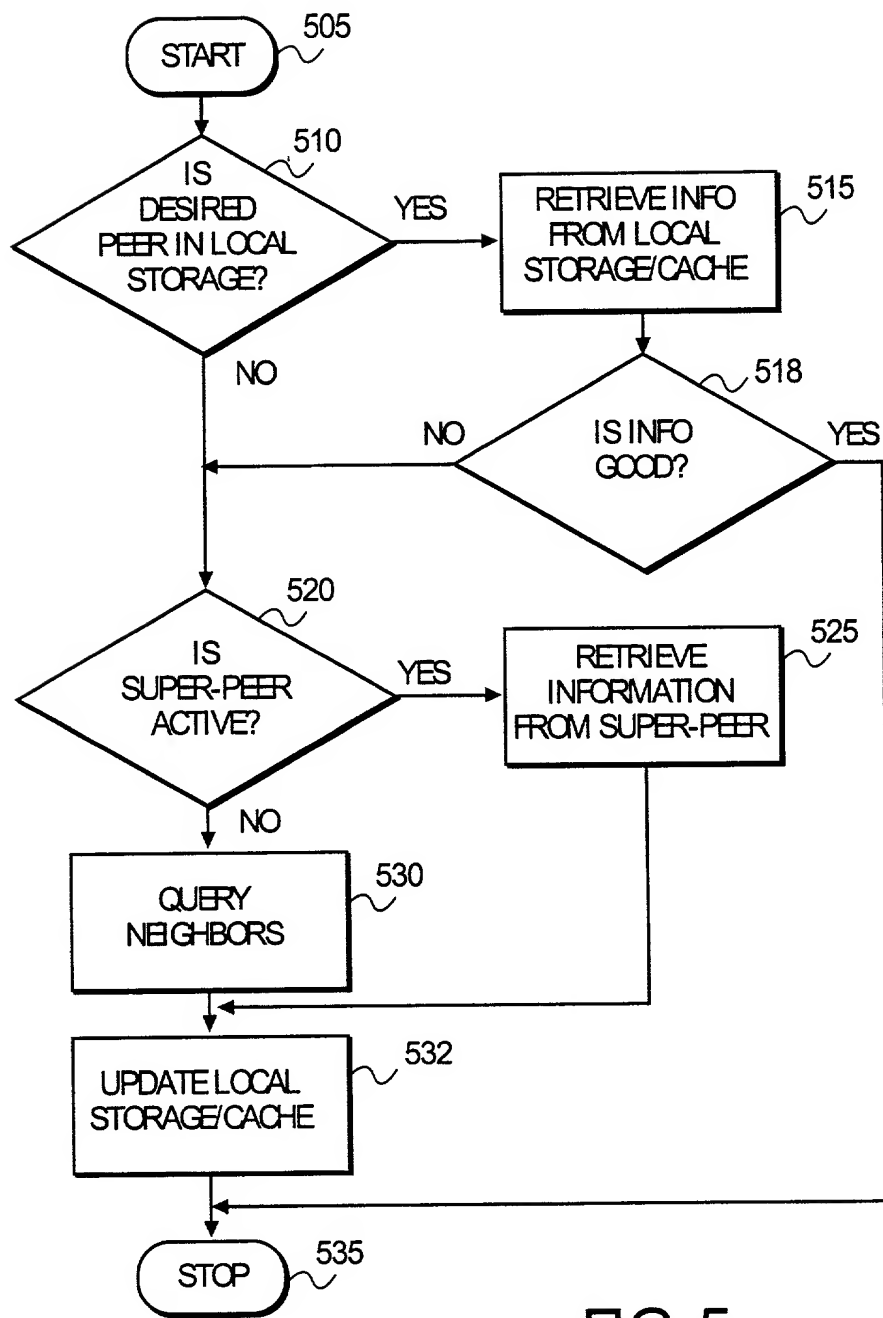 START
505
IS
DESIRED
PEER IN LOCAL
STORAGE?
510
YES
RETRIEVE INFO
FROM LOCAL
STORAGE/CACHE
515
NO
IS INFO
GOOD?
518
NO
YES
IS
SUPER-PEER
ACTIVE?
520
YES
RETRIEVE
INFORMATION
FROM SUPER-PEER
525
NO
QUERY
NEIGHBORS
530
UPDATE LOCAL
STORAGE/CACHE
532
STOP
535